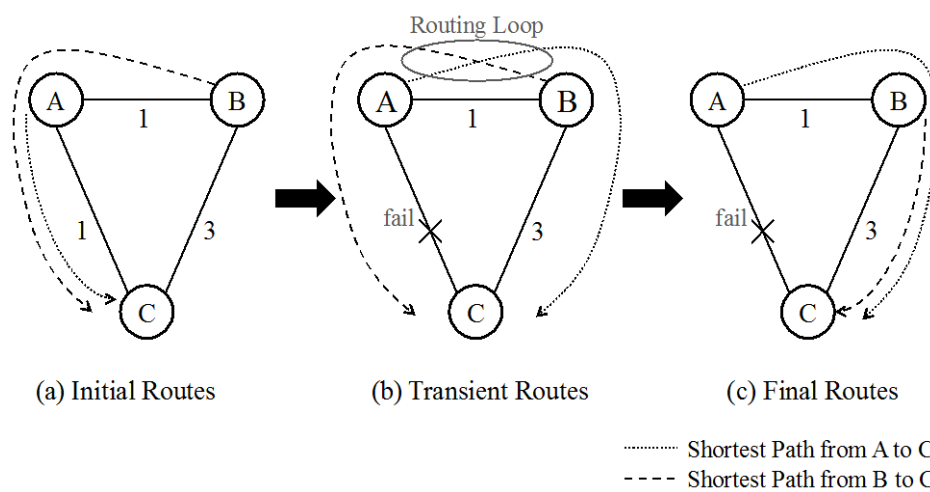 Routing Loop
A
B
1
1
3
C
A
B
1
fail
3
C
A
B
1
fail
3
C
(a) Initial Routes
(b) Transient Routes
(c) Final Routes
Shortest Path from A to C
Shortest Path from B to C